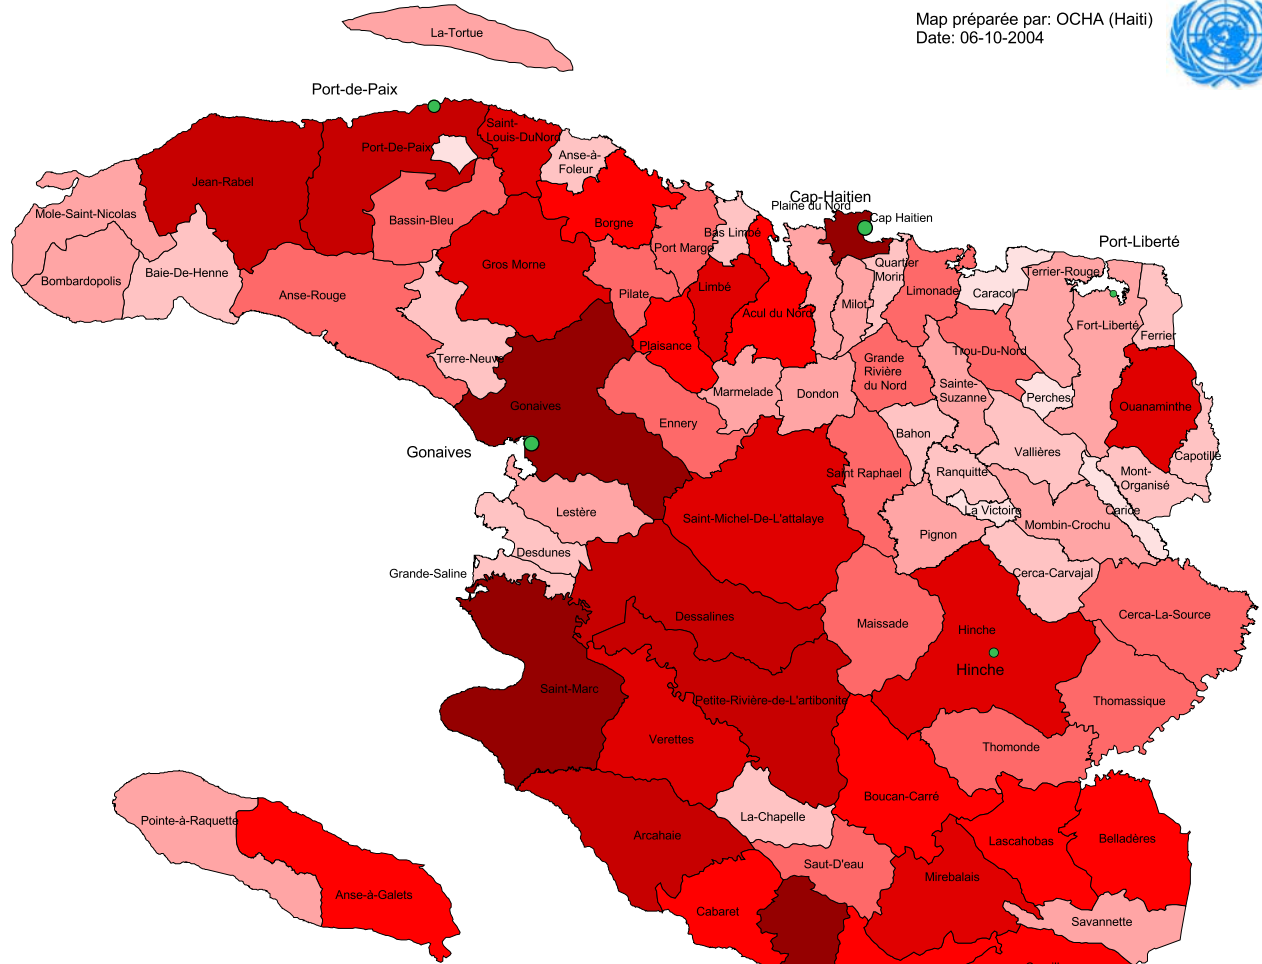 Map préparée par: OCHA (Haiti)
Date: 06-10-2004
La-Tortue
Port-de-Paix
Saint-
Louis-DuNord
Port-De-Paix
Anse-à-
Foleur
Jean-Rabel
Cap-Haitien
Plaine du Nord
Cap Haitien
Mole-Saint-Nicolas
Bassin-Bleu
Borgne
Bas Limbé
Port-Liberté
Port Margo
Baie-De-Henne
Gros Morne
Quartier
Morin
Terrier-Rouge
Bombardopolis
Anse-Rouge
Pilate
Limbé
Milot
Limonade
Caracol
Acul du Nord
Fort-Liberté
Ferrier
Terre-Neuve
Plaisance
Grande
Rivière
du Nord
Trou-Du-Nord
Marmelade
Dondon
Sainte-
Suzanne
Perches
Gonaives
Ouanaminthe
Ennery
Bahon
Gonaives
Vallières
Capotille
Saint Raphael
Ranquitte
Mont-
Organisé
Lestère
Saint-Michel-De-L'attalaye
La Victoire
Carice
Mombin-Crochu
Pignon
Desdunes
Grande-Saline
Cerca-Carvajal
Dessalines
Maissade
Cerca-La-Source
Hinche
Hinche
Saint-Marc
Petite-Rivière-de-L'artibonite
Thomassique
Verettes
Thomonde
Boucan-Carré
Pointe-à-Raquette
La-Chapelle
Arcahaie
Lascahobas
Belladères
Saut-D'eau
Mirebalais
Anse-à-Galets
Cabaret
Savannette